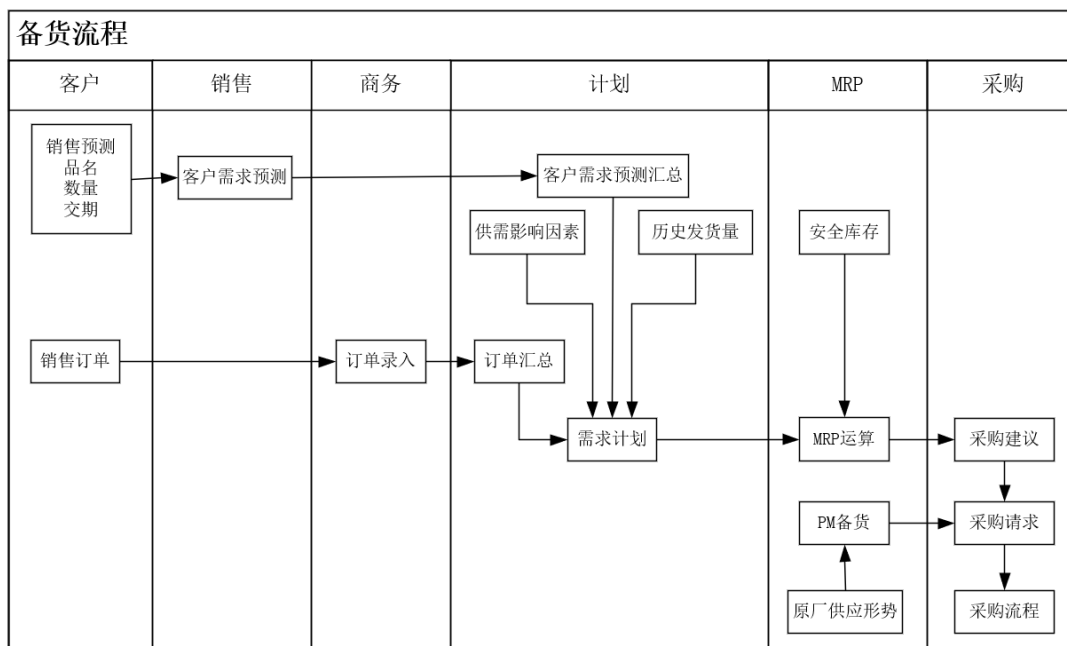 备货流程
客户
销售
商务
计划
MRP
采购
销售预测
品名
数量
交期
客户需求预测
客户需求预测汇总
供需影响因素
历史发货量
安全库存
销售订单
订单录入
订单汇总
需求计划
MRP运算
采购建议
PM备货
采购请求
原厂供应形势
采购流程